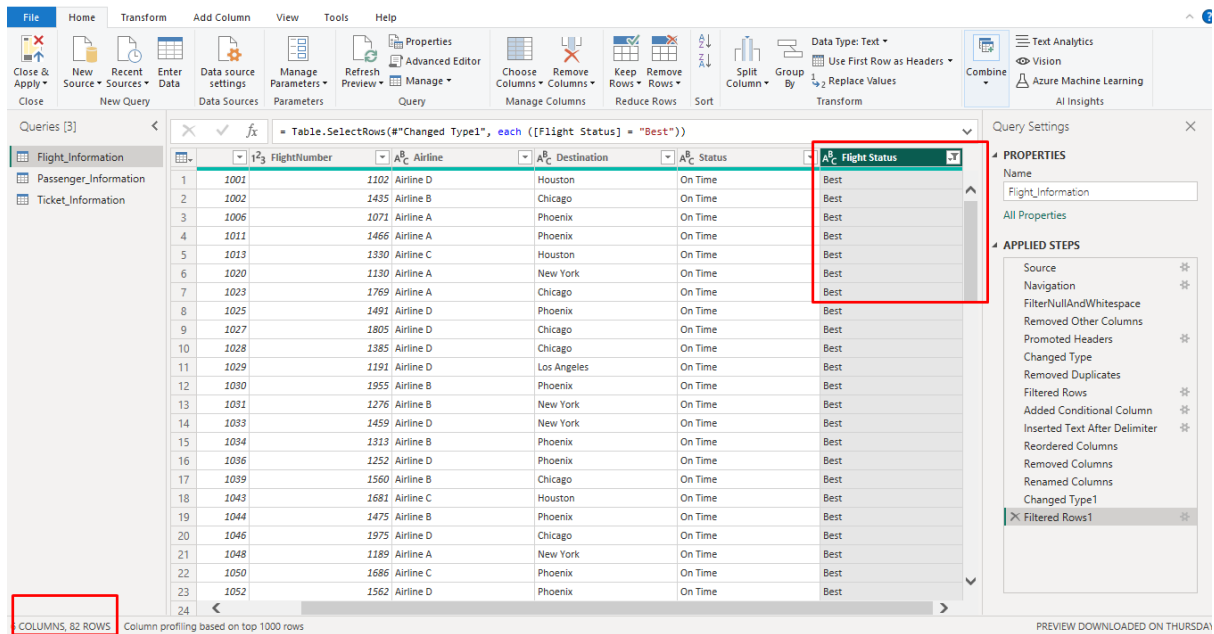 File Home Transform Add Column View Tools Help
Close & Apply
New Source
Recent Sources
Enter Data
Data source settings
Manage Parameters
Refresh Preview
Properties
Advanced Editor
Manage
Choose Columns
Remove Columns
Keep Rows
Remove Rows
Split Column
Group By
Data Type: Text
Use First Row as Headers
Replace Values
Combine
Text Analytics
Vision
Azure Machine Learning
Close New Query Data Sources Parameters Query Manage Columns Reduce Rows Sort Transform AI Insights
Queries [3]
Flight_Information
Passenger_Information
Ticket_Information
fx = Table.SelectRows(#"Changed Type1", each ([Flight Status] = "Best"))
FlightNumber Airline Destination Status Flight Status
1 1001 1102 Airline D Houston On Time Best
2 1002 1435 Airline B Chicago On Time Best
3 1006 1071 Airline A Phoenix On Time Best
4 1011 1466 Airline A Phoenix On Time Best
5 1013 1330 Airline C Houston On Time Best
6 1020 1130 Airline A New York On Time Best
7 1023 1769 Airline A Chicago On Time Best
8 1025 1491 Airline D Phoenix On Time Best
9 1027 1805 Airline D Chicago On Time Best
10 1028 1385 Airline D Chicago On Time Best
11 1029 1191 Airline D Los Angeles On Time Best
12 1030 1955 Airline B Phoenix On Time Best
13 1031 1276 Airline B New York On Time Best
14 1033 1459 Airline D New York On Time Best
15 1034 1313 Airline B Phoenix On Time Best
16 1036 1252 Airline D Phoenix On Time Best
17 1039 1560 Airline B Chicago On Time Best
18 1043 1681 Airline C Houston On Time Best
19 1044 1475 Airline B Phoenix On Time Best
20 1046 1975 Airline D Chicago On Time Best
21 1048 1189 Airline A New York On Time Best
22 1050 1686 Airline C Phoenix On Time Best
23 1052 1562 Airline D Phoenix On Time Best
24
Query Settings
PROPERTIES
Name
Flight_Information
All Properties
APPLIED STEPS
Source
Navigation
FilterNullAndWhitespace
Removed Other Columns
Promoted Headers
Changed Type
Removed Duplicates
Filtered Rows
Added Conditional Column
Inserted Text After Delimiter
Reordered Columns
Removed Columns
Renamed Columns
Changed Type1
Filtered Rows1
COLUMNS, 82 ROWS Column profiling based on top 1000 rows PREVIEW DOWNLOADED ON THURSDAY